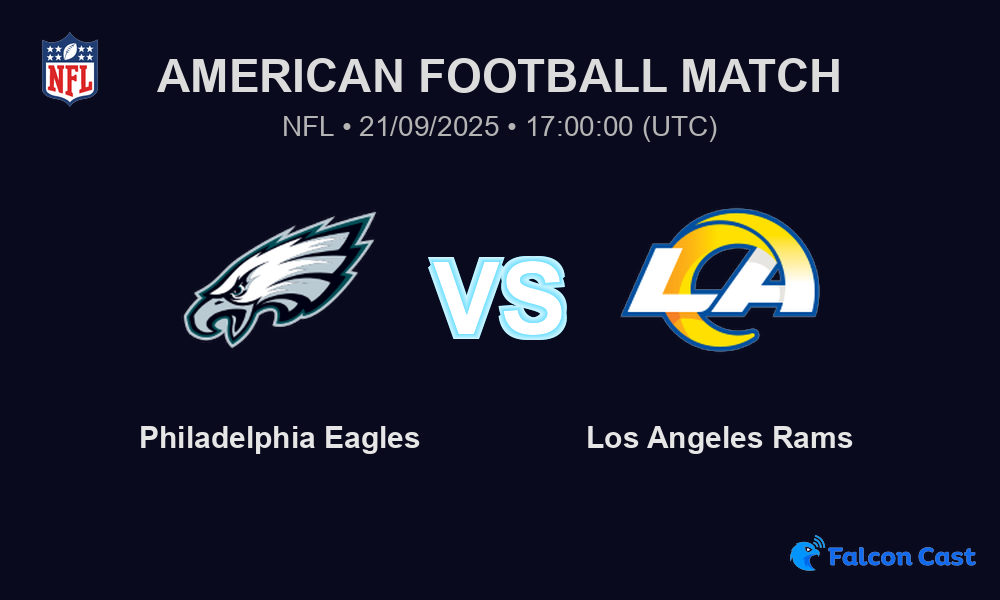 NFL
AMERICAN FOOTBALL MATCH
NFL • 21/09/2025 • 17:00:00 (UTC)
VS
LA
Philadelphia Eagles
Los Angeles Rams
Falcon Cast